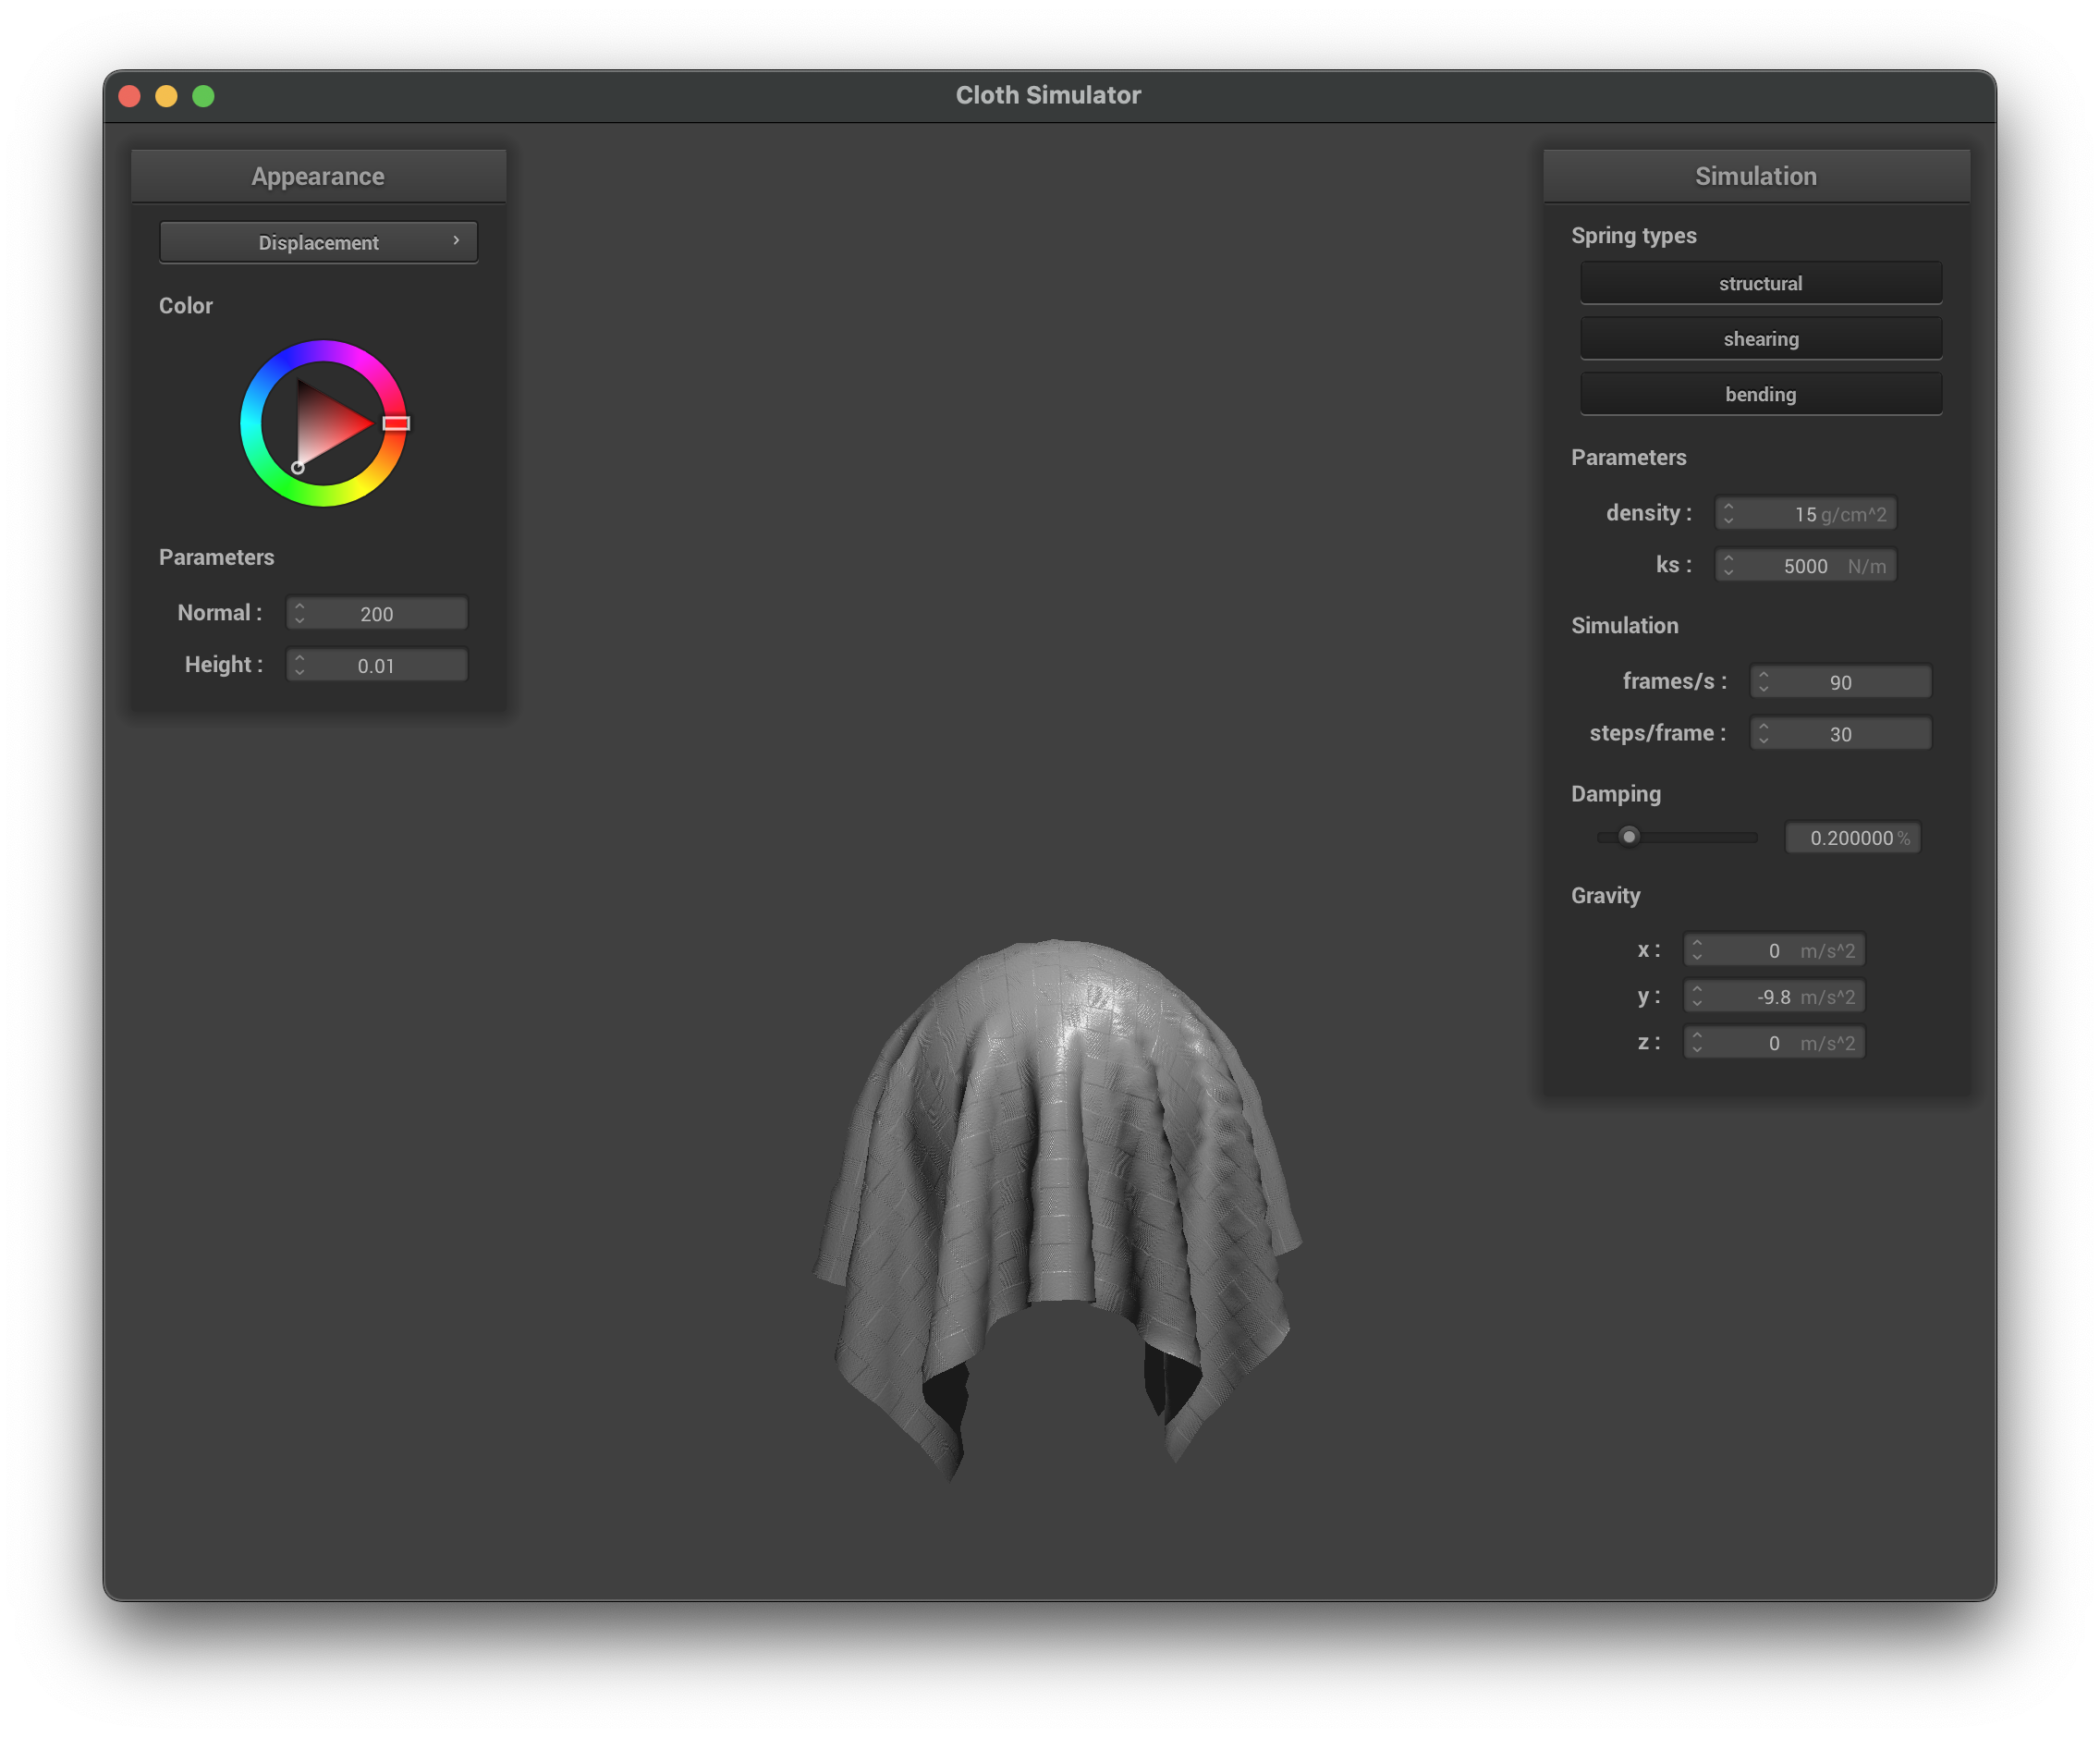 Cloth Simulator
Appearance
Displacement
Color
Parameters
Normal : 200
Height : 0.01
Simulation
Spring types
structural
shearing
bending
Parameters
density : 15 g/cm^2
ks : 5000 N/m
Simulation
frames/s : 90
steps/frame : 30
Damping
0.200000 %
Gravity
x : 0 m/s^2
y : -9.8 m/s^2
z : 0 m/s^2